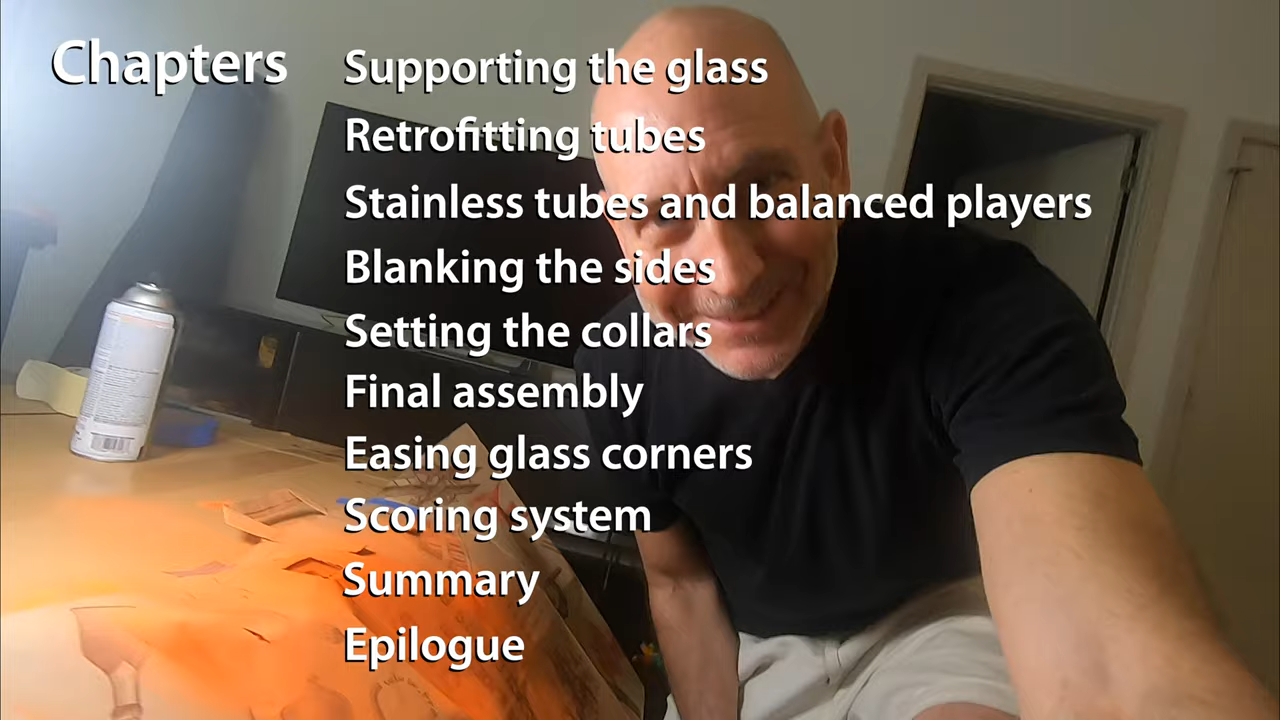 Chapters
Supporting the glass
Retrofitting tubes
Stainless tubes and balanced players
Blanking the sides
Setting the collars
Final assembly
Easing glass corners
Scoring system
Summary
Epilogue